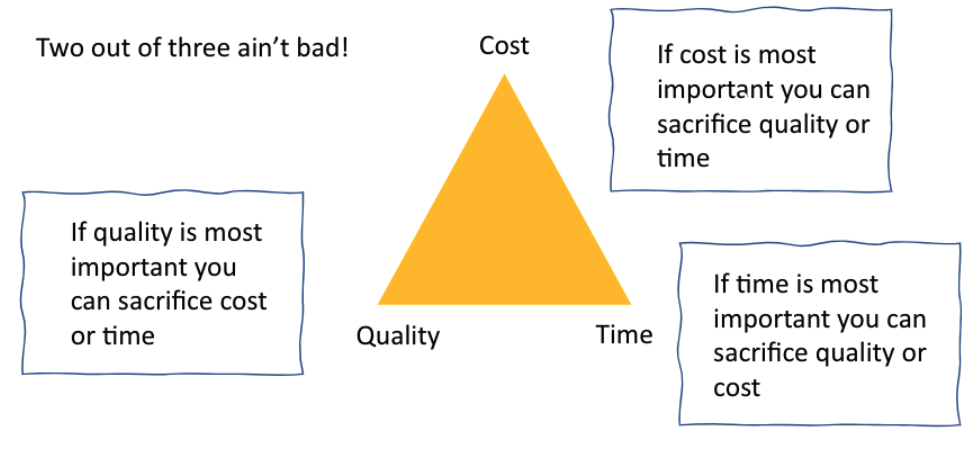 Two out of three ain't bad!
Cost
If cost is most
important you can
sacrifice quality or
time
If quality is most
important you
can sacrifice cost
or time
Quality
Time
If time is most
important you can
sacrifice quality or
cost